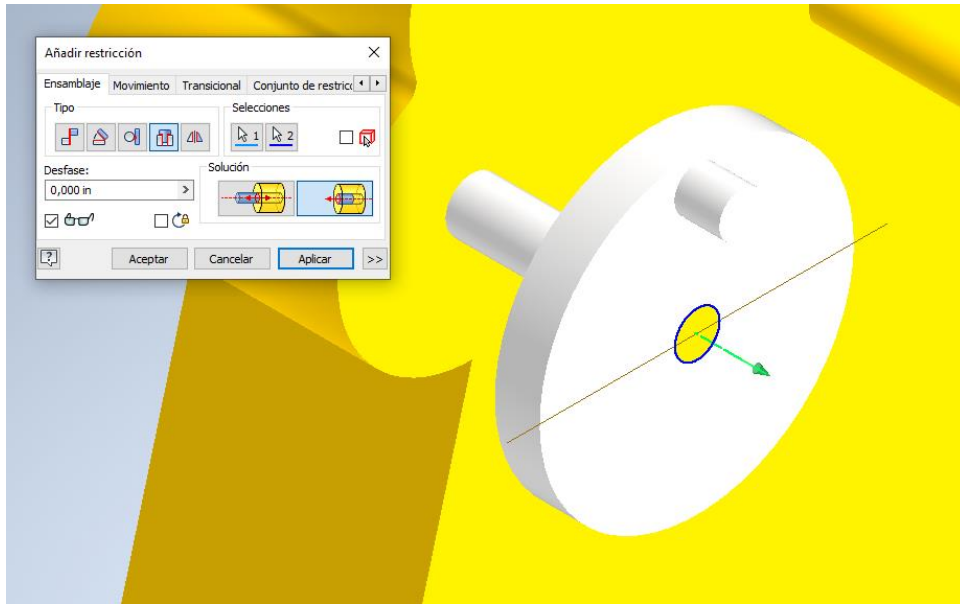 Añadir restricción
Ensamblaje Movimiento Transicional Conjunto de restricc
Tipo
Selecciones
1 2
Desfase:
Solución
0,000 in >
? Aceptar Cancelar Aplicar >>